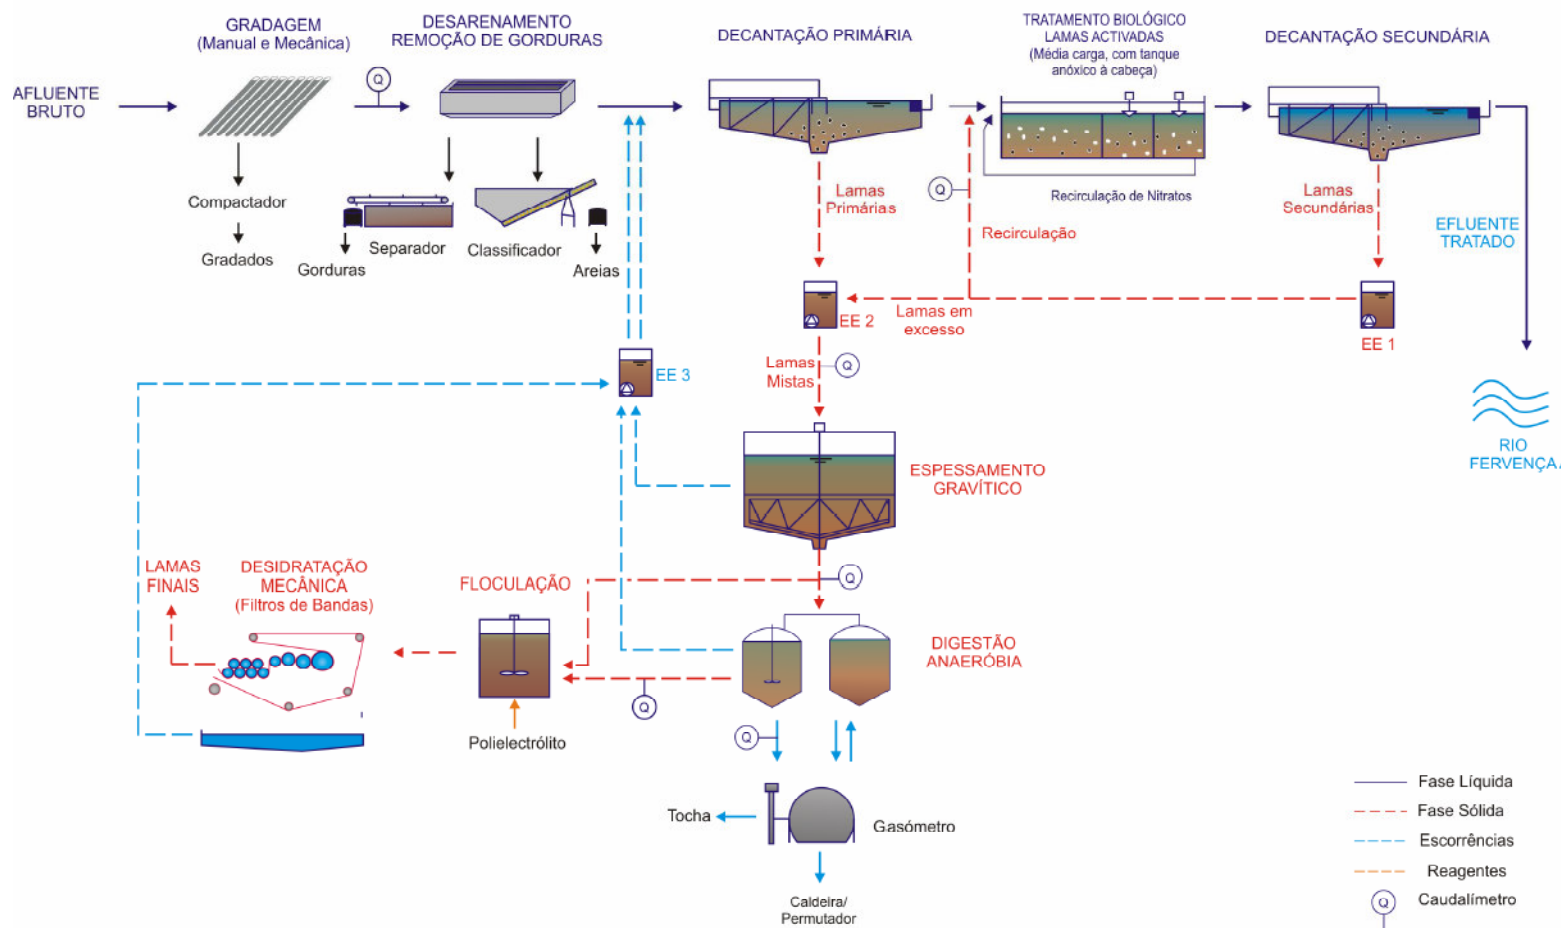 GRADAGEM
(Manual e Mecânica)
DESARENAMENTO
REMOÇÃO DE GORDURAS
DECANTAÇÃO PRIMÁRIA
TRATAMENTO BIOLÓGICO
LAMAS ACTIVADAS
(Média carga, com tanque
anóxico à cabeça)
DECANTAÇÃO SECUNDÁRIA
AFLUENTE
BRUTO
Q
Compactador
Gradados
Gorduras
Separador
Classificador
Areias
Lamas
Primárias
Q
Recirculação de Nitratos
Recirculação
Lamas
Secundárias
EFLUENTE
TRATADO
EE 2
Lamas em
excesso
EE 1
EE 3
Lamas
Mistas
Q
RIO
FERVENÇA
ESPESSAMENTO
GRAVÍTICO
LAMAS
FINAIS
DESIDRATAÇÃO
MECÂNICA
(Filtros de Bandas)
FLOCULAÇÃO
Q
DIGESTÃO
ANAERÓBIA
Q
Polielectrólito
Q
Tocha
Gasómetro
Caldeira/
Permutador
Fase Líquida
Fase Sólida
Escorrências
Reagentes
Q
Caudalímetro